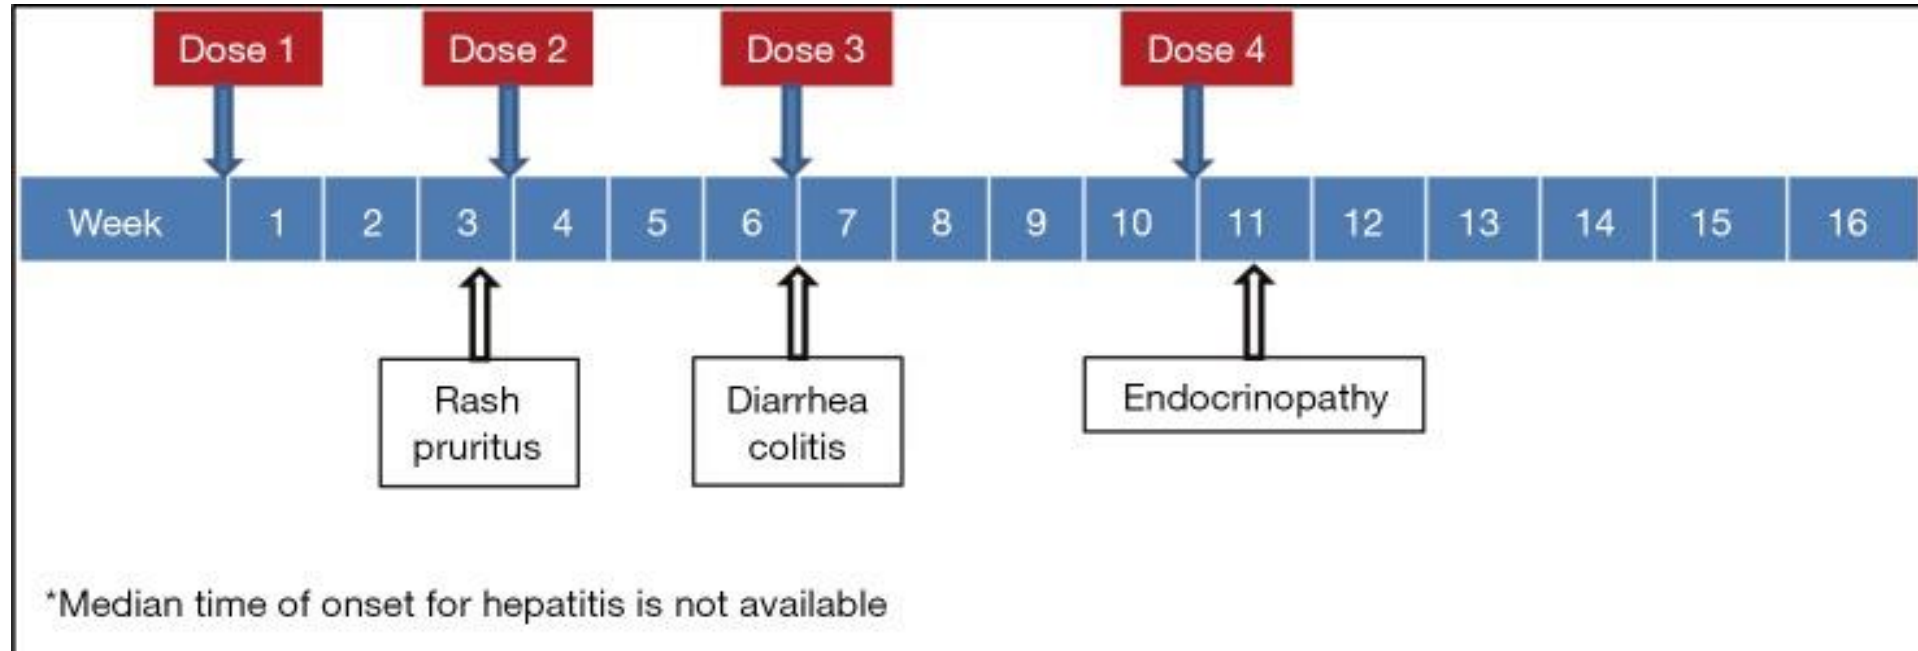 Dose 1 Dose 2 Dose 3 Dose 4
Week 1 2 3 4 5 6 7 8 9 10 11 12 13 14 15 16
Rash
pruritus
Diarrhea
colitis
Endocrinopathy
*Median time of onset for hepatitis is not available